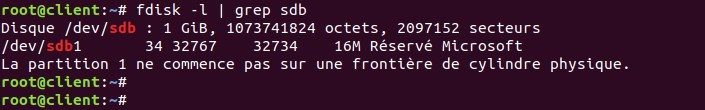 root@client:~# fdisk -l | grep sdb
Disque /dev/sdb : 1 GiB, 1073741824 octets, 2097152 secteurs
/dev/sdb1       34 32767    32734    16M Réservé Microsoft
La partition 1 ne commence pas sur une frontière de cylindre physique.
root@client:~#
root@client:~#